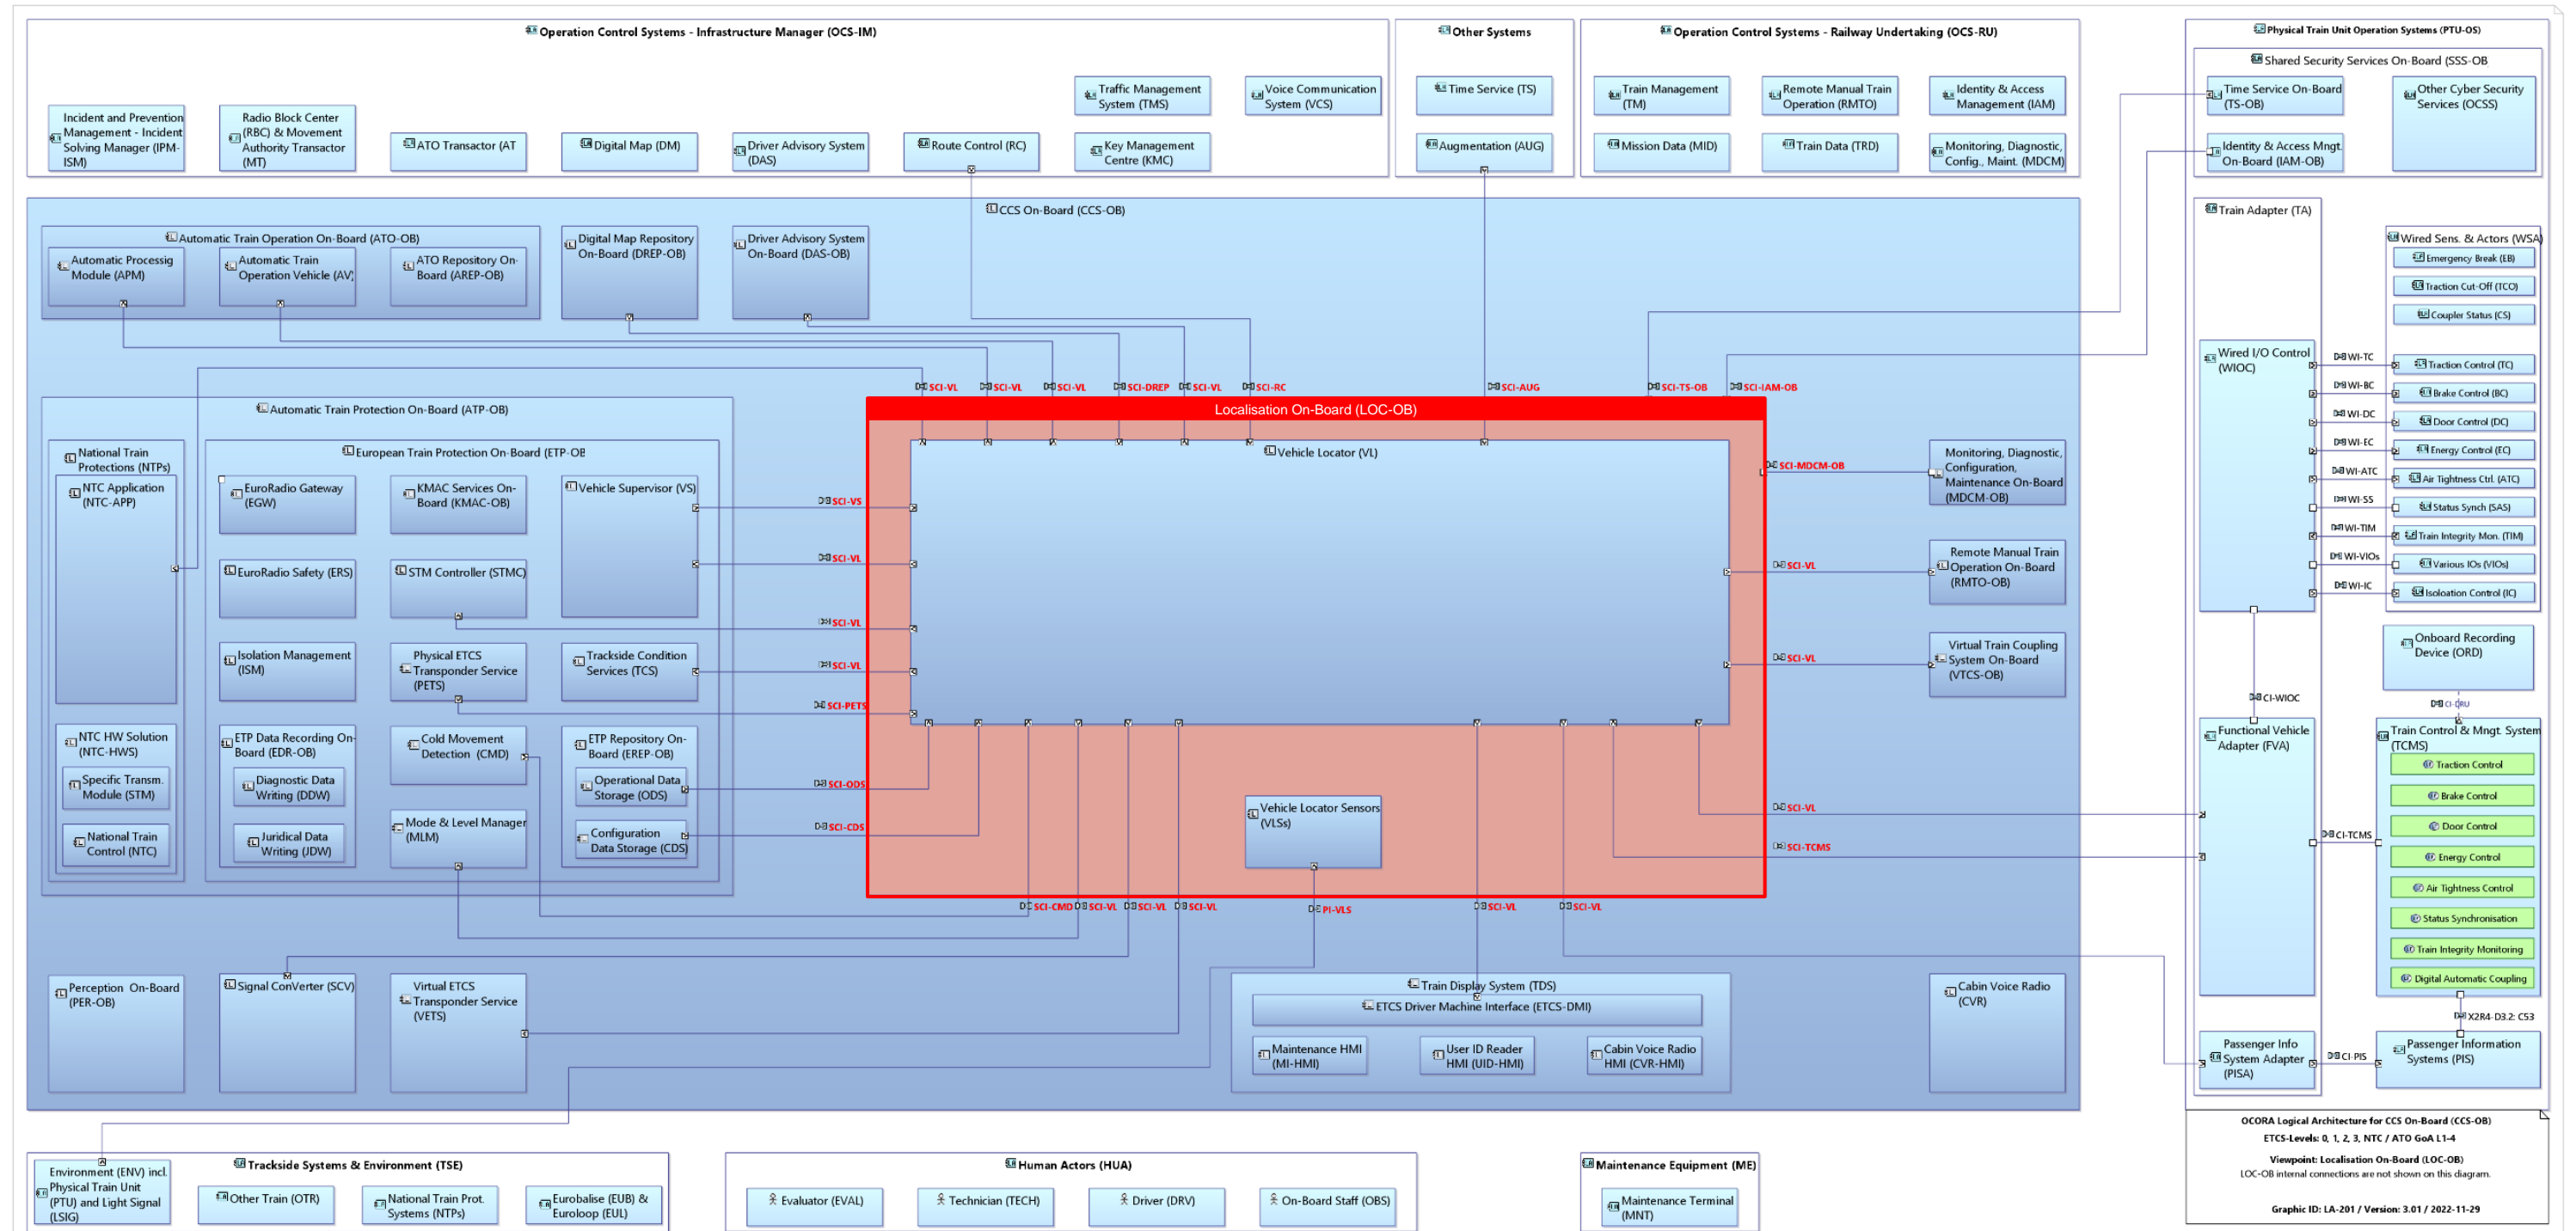 Operation Control Systems - Infrastructure Manager (OCS-IM)
Incident and Prevention
Management - Incident
Solving Manager (IPM-
ISM)
Radio Block Center
(RBC) & Movement
Authority Transactor
(MT)
ATO Transactor (AT
Digital Map (DM)
Driver Advisory System
(DAS)
Route Control (RC)
Traffic Management
System (TMS)
Key Management
Centre (KMC)
Voice Communication
System (VCS)
Other Systems
Time Service (TS)
Augmentation (AUG)
Operation Control Systems - Railway Undertaking (OCS-RU)
Train Management
(TM)
Remote Manual Train
Operation (RMTO)
Identity & Access
Management (IAM)
Mission Data (MID)
Train Data (TRD)
Monitoring, Diagnostic,
Config., Maint. (MDCM)
Physical Train Unit Operation Systems (PTU-OS)
Shared Security Services On-Board (SSS-OB
Time Service On-Board
(TS-OB)
Other Cyber Security
Services (OCSS)
Identity & Access Mngt.
On-Board (IAM-OB)
CCS On-Board (CCS-OB)
Automatic Train Operation On-Board (ATO-OB)
Automatic Processig
Module (APM)
Automatic Train
Operation Vehicle (AV)
ATO Repository On-
Board (AREP-OB)
Digital Map Repository
On-Board (DREP-OB)
Driver Advisory System
On-Board (DAS-OB)
SCI-VL
SCI-VL
SCI-VL
SCI-DREP
SCI-VL
SCI-RC
SCI-AUG
SCI-TS-OB
SCI-IAM-OB
Automatic Train Protection On-Board (ATP-OB)
National Train
Protections (NTPs)
NTC Application
(NTC-APP)
NTC HW Solution
(NTC-HWS)
Specific Transm.
Module (STM)
National Train
Control (NTC)
European Train Protection On-Board (ETP-OB
EuroRadio Gateway
(EGW)
KMAC Services On-
Board (KMAC-OB)
Vehicle Supervisor (VS)
EuroRadio Safety (ERS)
STM Controller (STMC)
Isolation Management
(ISM)
Physical ETCS
Transponder Service
(PETS)
Trackside Condition
Services (TCS)
ETP Data Recording On-
Board (EDR-OB)
Diagnostic Data
Writing (DDW)
Juridical Data
Writing (JDW)
Cold Movement
Detection (CMD)
Mode & Level Manager
(MLM)
ETP Repository On-
Board (EREP-OB)
Operational Data
Storage (ODS)
Configuration
Data Storage (CDS)
SCI-VS
SCI-VL
SCI-VL
SCI-VL
SCI-PETS
SCI-ODS
SCI-CDS
Localisation On-Board (LOC-OB)
Vehicle Locator (VL)
Vehicle Locator Sensors
(VLSs)
SCI-MDCM-OB
SCI-VL
SCI-VL
SCI-VL
SCI-TCMS
Monitoring, Diagnostic,
Configuration,
Maintenance On-Board
(MDCM-OB)
Remote Manual Train
Operation On-Board
(RMTO-OB)
Virtual Train Coupling
System On-Board
(VTCS-OB)
SCI-CMD
SCI-VL
SCI-VL
SCI-VL
PI-VLS
SCI-VL
SCI-VL
Perception On-Board
(PER-OB)
Signal ConVerter (SCV)
Virtual ETCS
Transponder Service
(VETS)
Train Display System (TDS)
ETCS Driver Machine Interface (ETCS-DMI)
Maintenance HMI
(MI-HMI)
User ID Reader
HMI (UID-HMI)
Cabin Voice Radio
HMI (CVR-HMI)
Cabin Voice Radio
(CVR)
Train Adapter (TA)
Wired I/O Control
(WIOC)
CI-WIOC
Functional Vehicle
Adapter (FVA)
Passenger Info
System Adapter
(PISA)
WI-TC
WI-BC
WI-DC
WI-EC
WI-ATC
WI-SS
WI-TIM
WI-VIOs
WI-IC
CI-TCMS
CI-PIS
Wired Sens. & Actors (WSA)
Emergency Break (EB)
Traction Cut-Off (TCO)
Coupler Status (CS)
Traction Control (TC)
Brake Control (BC)
Door Control (DC)
Energy Control (EC)
Air Tightness Ctrl. (ATC)
Status Synch (SAS)
Train Integrity Mon. (TIM)
Various IOs (VIOs)
Isoloation Control (IC)
Onboard Recording
Device (ORD)
CI-DRU
Train Control & Mngt. System
(TCMS)
Traction Control
Brake Control
Door Control
Energy Control
Air Tightness Control
Status Synchronisation
Train Integrity Monitoring
Digital Automatic Coupling
X2R4-D3.2: C53
Passenger Information
Systems (PIS)
Environment (ENV) incl.
Physical Train Unit
(PTU) and Light Signal
(LSIG)
Trackside Systems & Environment (TSE)
Other Train (OTR)
National Train Prot.
Systems (NTPs)
Eurobalise (EUB) &
Euroloop (EUL)
Human Actors (HUA)
Evaluator (EVAL)
Technician (TECH)
Driver (DRV)
On-Board Staff (OBS)
Maintenance Equipment (ME)
Maintenance Terminal
(MNT)
OCORA Logical Architecture for CCS On-Board (CCS-OB)
ETCS-Levels: 0, 1, 2, 3, NTC / ATO GoA L1-4
Viewpoint: Localisation On-Board (LOC-OB)
LOC-OB internal connections are not shown on this diagram.
Graphic ID: LA-201 / Version: 3.01 / 2022-11-29